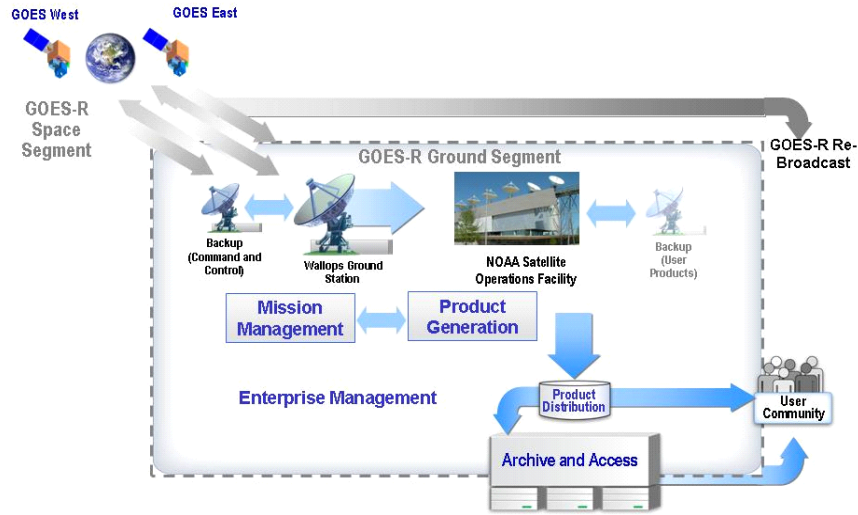 GOES West
GOES East
GOES-R
Space
Segment
GOES-R Ground Segment
GOES-R Re-
Broadcast
Backup
(Command and
Control)
Wallops Ground
Station
NOAA Satellite
Operations Facility
Backup
(User
Products)
Mission
Management
Product
Generation
Enterprise Management
Product
Distribution
User
Community
Archive and Access